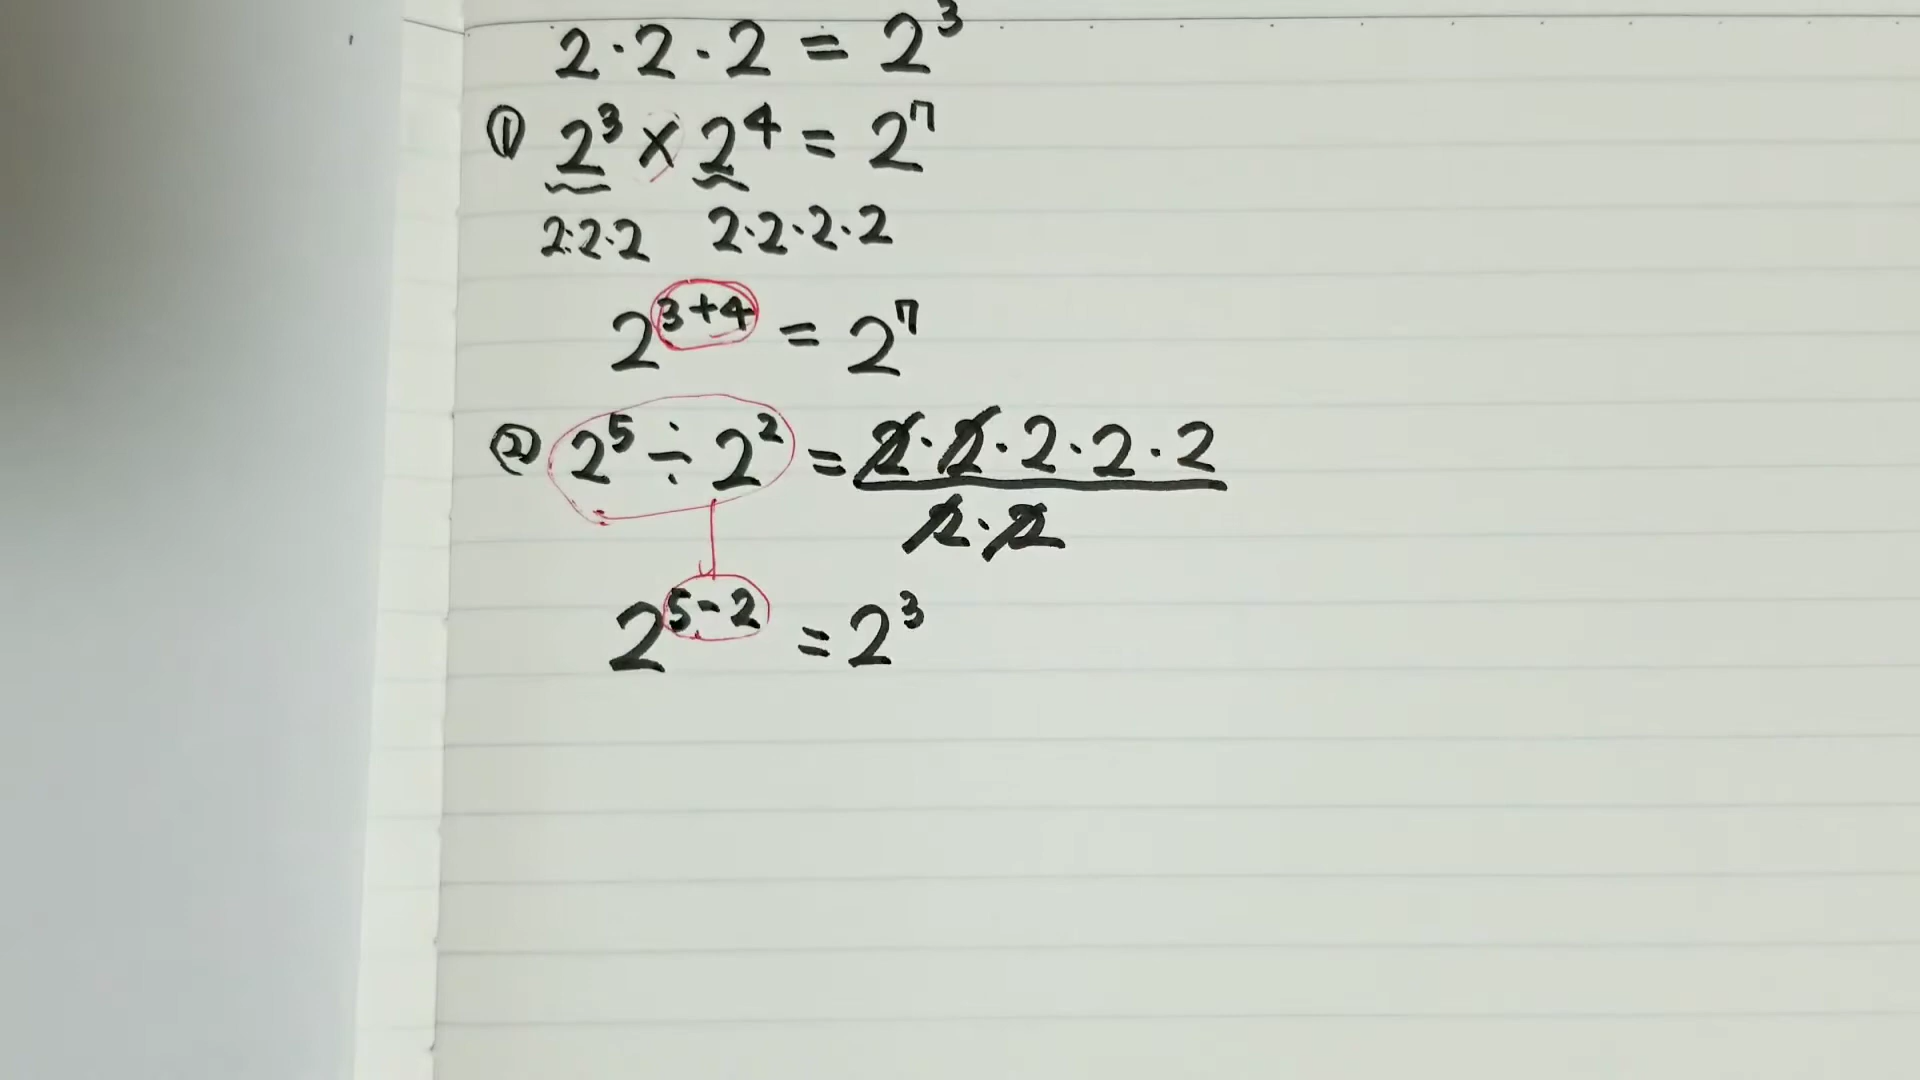 2·2·2 = 2³
① 2³ × 2⁴ = 2⁷
2·2·2 2·2·2·2
2³⁺⁴ = 2⁷
② 2⁵ ÷ 2² = 2·2·2·2·2
2·2
2⁵⁻² = 2³